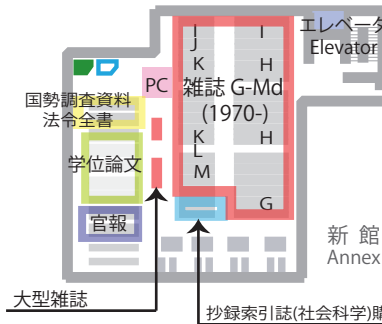 エレベータ
Elevator
I
J
K
I
H
PC
雑誌 G-Md
(1970-)
国勢調査資料
法令全書
K
L
M
H
学位論文
G
官報
新館
Annex
大型雑誌
抄録索引誌(社会科学)